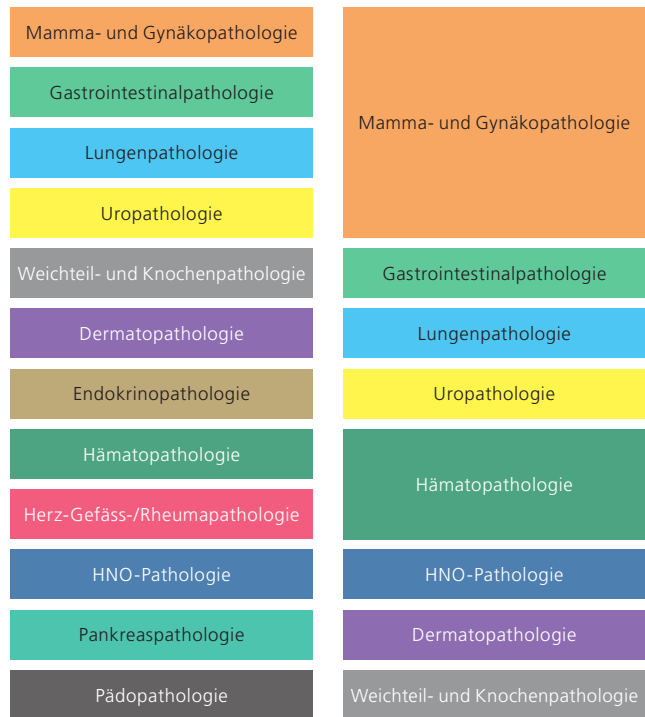 Mamma- und Gynäkopathologie
Gastrointestinalpathologie
Lungenpathologie
Uropathologie
Weichteil- und Knochenpathologie
Dermatopathologie
Endokrinopathologie
Hämatopathologie
Herz-Gefäss-/Rheumapathologie
HNO-Pathologie
Pankreaspathologie
Pädopathologie
Mamma- und Gynäkopathologie
Gastrointestinalpathologie
Lungenpathologie
Uropathologie
Hämatopathologie
HNO-Pathologie
Dermatopathologie
Weichteil- und Knochenpathologie